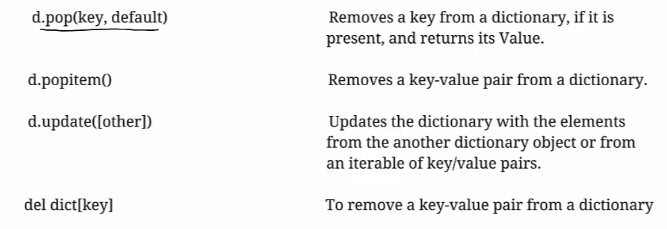 d.pop(key, default) Removes a key from a dictionary, if it is
present, and returns its Value.
d.popitem() Removes a key-value pair from a dictionary.
d.update([other]) Updates the dictionary with the elements
from the another dictionary object or from
an iterable of key/value pairs.
del dict[key] To remove a key-value pair from a dictionary